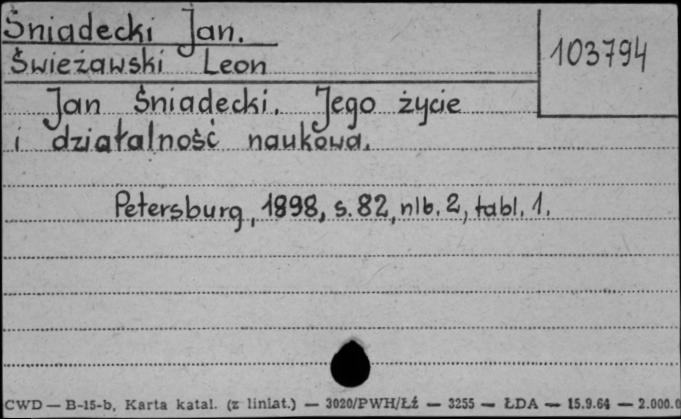 Śniadecki Jan.
103794
Świeżawski Leon
Jan Śniadecki. Jego życie
i działalność naukowa.
Petersburg, 1898, s. 82, nlb. 2, tabl. 1.
CWD — B-15-b, Karta katal. (z liniat.) — 3020/PWH/Łź — 3255 — ŁDA — 15.9.64 — 2.000.0